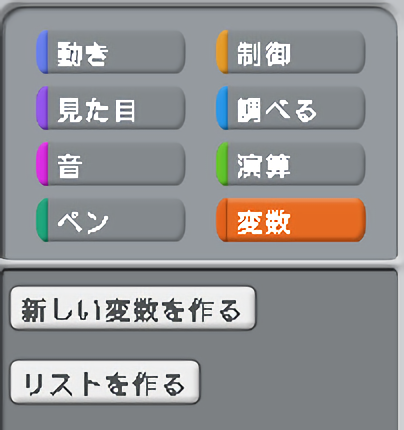 動き 制御
見た目 調べる
音 演算
ペン 変数
新しい変数を作る
リストを作る